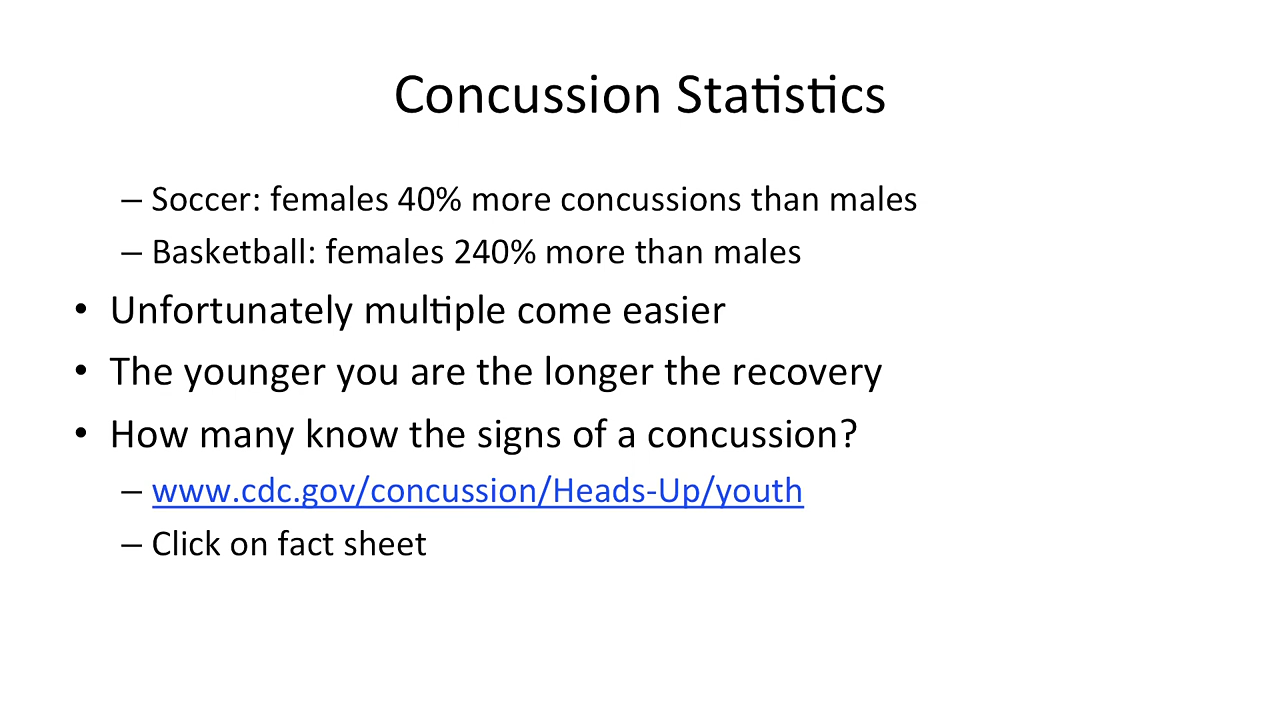 Concussion Statistics
– Soccer: females 40% more concussions than males
– Basketball: females 240% more than males
• Unfortunately multiple come easier
• The younger you are the longer the recovery
• How many know the signs of a concussion?
– www.cdc.gov/concussion/Heads-Up/youth
– Click on fact sheet